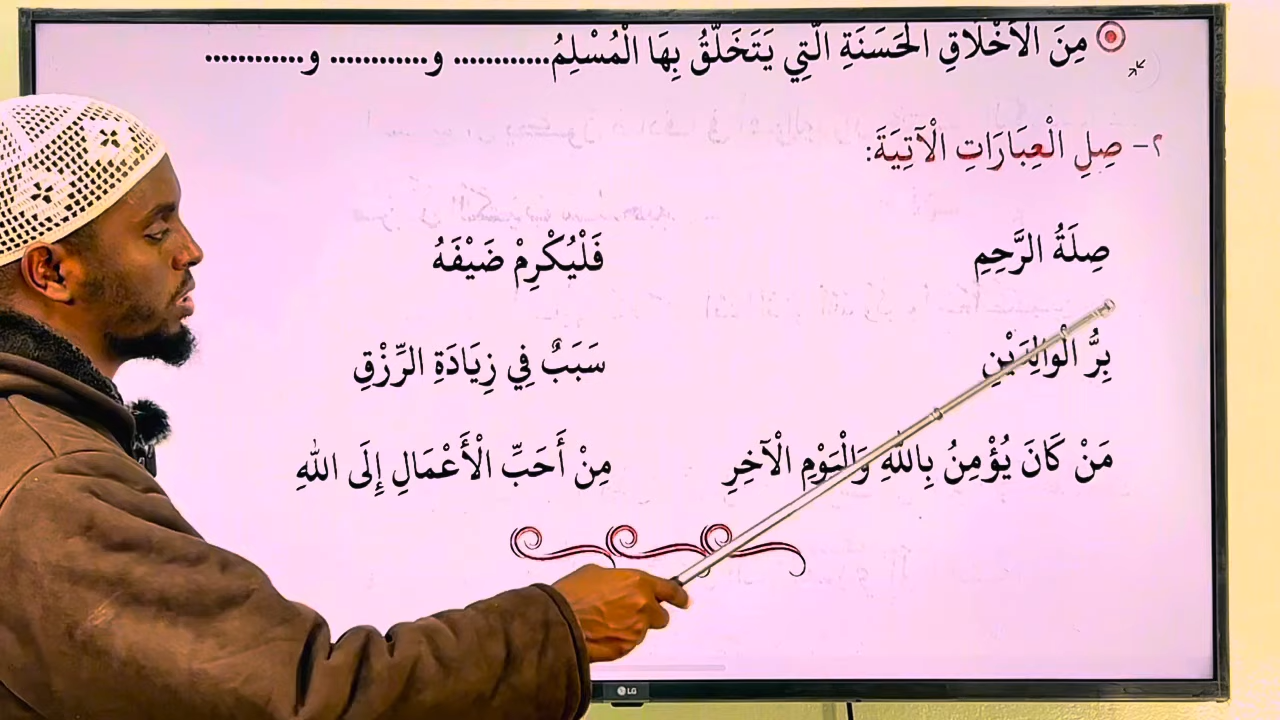 مِنَ الْأَخْلَاقِ الْحَسَنَةِ الَّتِي يَتَخَلَّقُ بِهَا الْمُسْلِمُ............ و............ و............
٢- صِلِ الْعِبَارَاتِ الْآتِيَةَ:
صِلَةُ الرَّحِمِ فَلْيُكْرِمْ ضَيْفَهُ
بِرُّ الْوَالِدَيْنِ سَبَبٌ فِي زِيَادَةِ الرِّزْقِ
مَنْ كَانَ يُؤْمِنُ بِاللهِ وَالْيَوْمِ الْآخِرِ مِنْ أَحَبِّ الْأَعْمَالِ إِلَى اللهِ
LG